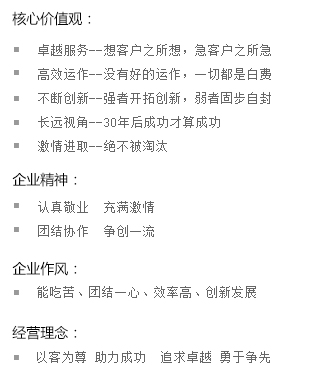 核心价值观：
卓越服务--想客户之所想，急客户之所急
高效运作--没有好的运作，一切都是白费
不断创新--强者开拓创新，弱者固步自封
长远视角--30年后成功才算成功
激情进取--绝不被淘汰
企业精神：
认真敬业 充满激情
团结协作 争创一流
企业作风：
能吃苦、团结一心、效率高、创新发展
经营理念：
以客为尊 助力成功 追求卓越 勇于争先